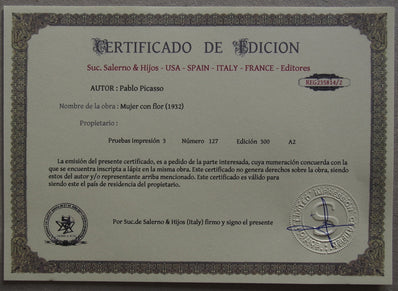 CERTIFICADO DE EDICION
Suc. Salerno & Hijos - USA - SPAIN - ITALY - FRANCE - Editores
REG235814/2
AUTOR : Pablo Picasso
Nombre de la obra : Mujer con flor (1932)
Propietario :
Pruebas impresión 3 Número 127 Edición 500 A2
La emisión del presente certificado, es a pedido de la parte interesada, cuya numeración concuerda con la
que se encuentra inscripta a lápiz en la misma obra. Este certificado no genera derechos sobre la obra, siendo
estos del autor y/o representante arriba mencionado. Este certificado es válido para
siendo este el país de residencia del propietario.
Por Suc.de Salerno & Hijos (Italy) firmo y signo el presente